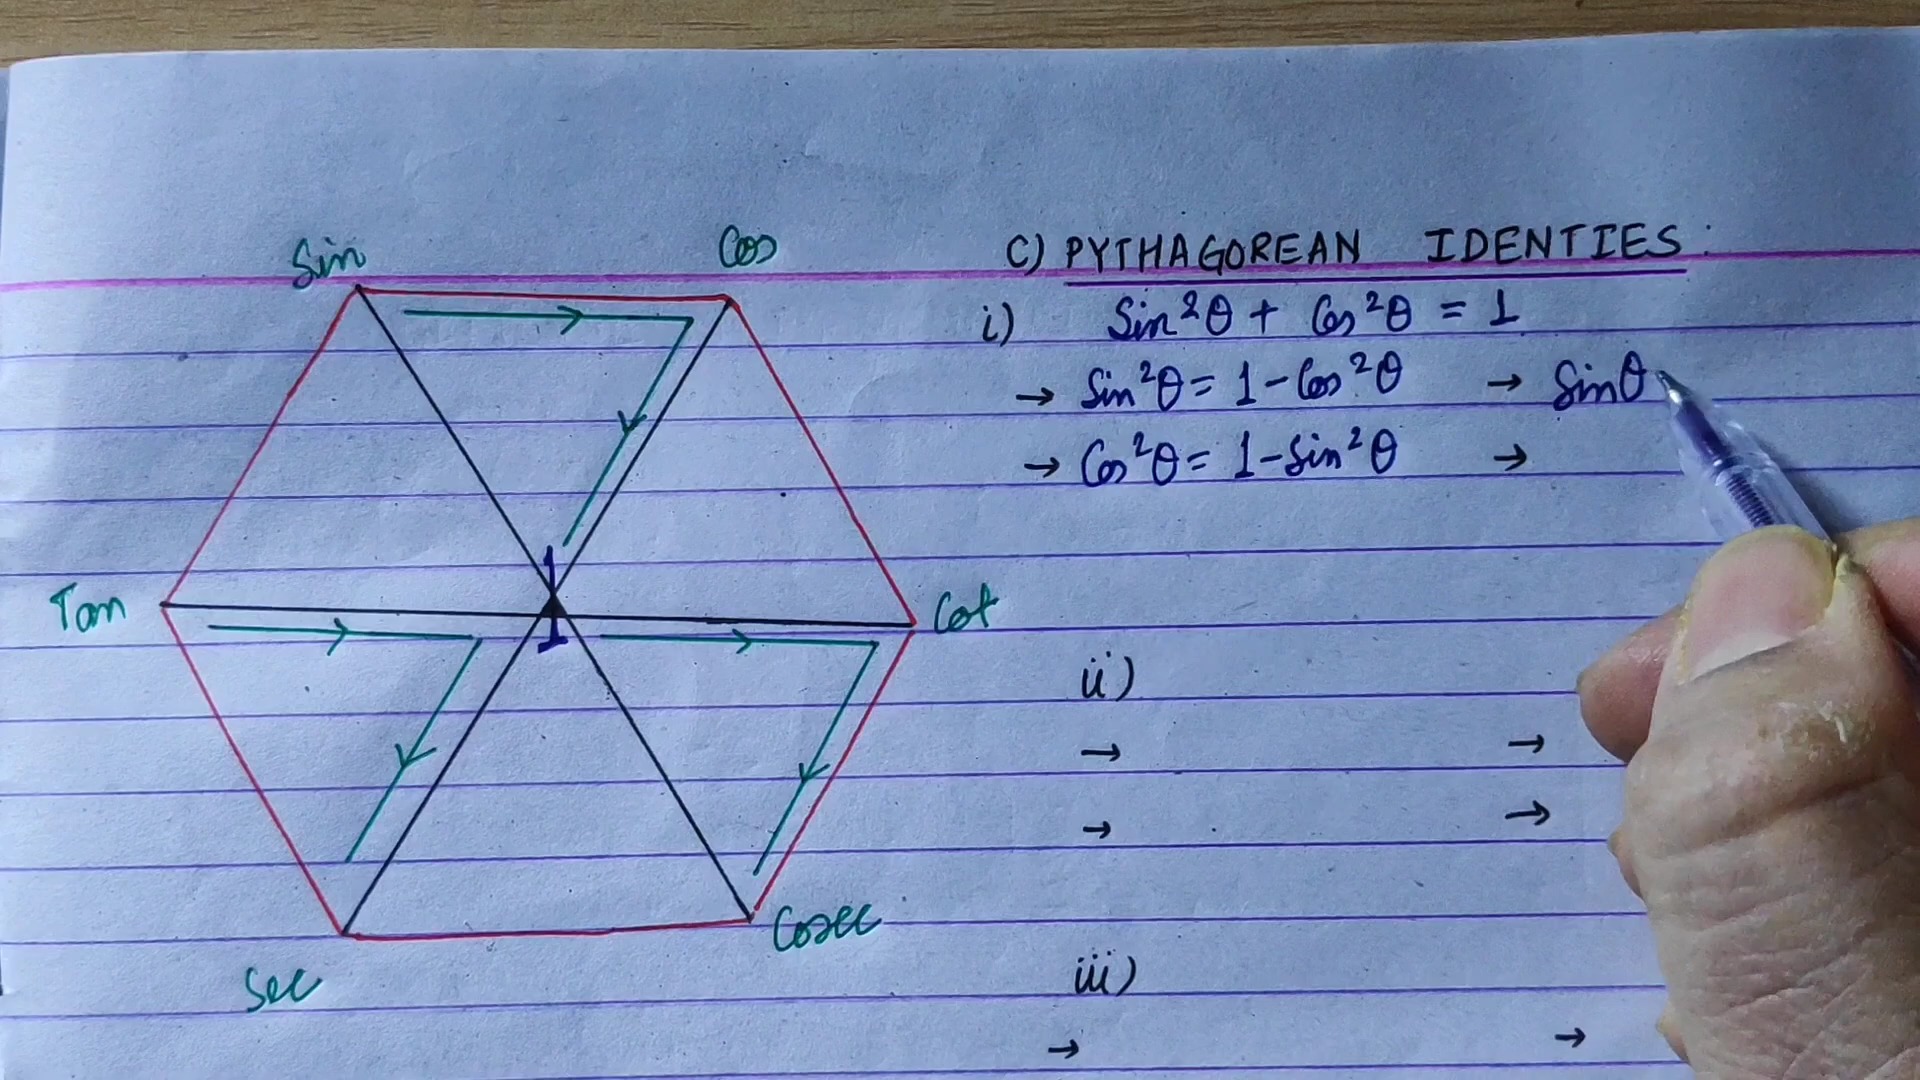 Sin
Cos
Tan
1
Cot
Sec
Cosec
C) PYTHAGOREAN IDENTIES :
i) Sin²θ + Cos²θ = 1
→ Sin²θ = 1 - Cos²θ → Sinθ
→ Cos²θ = 1 - Sin²θ →
ii)
→ →
→ →
iii)
→ →